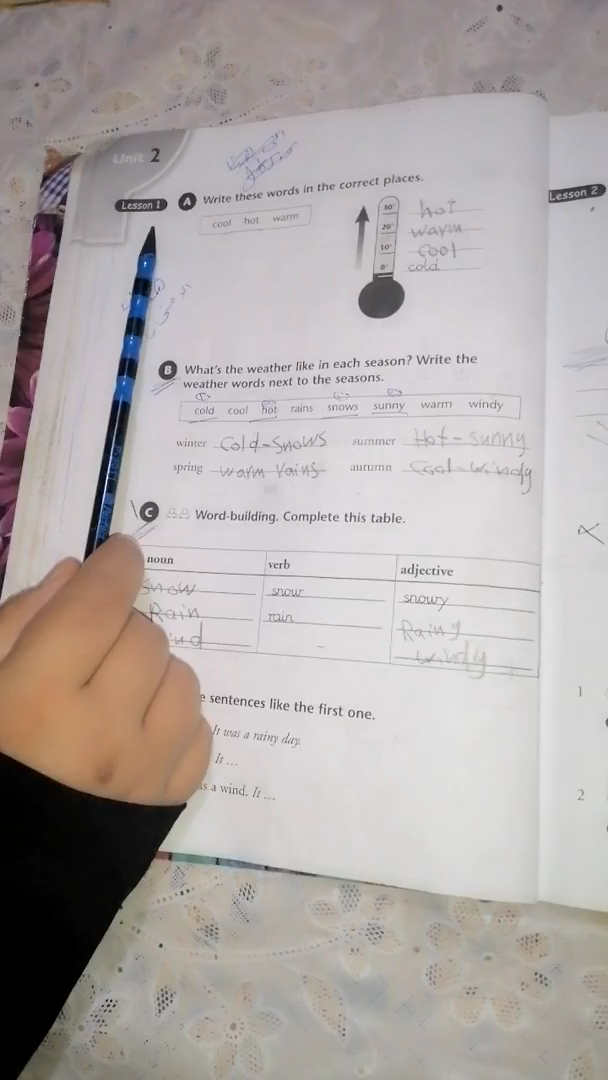 Unit 2
Lesson 1
A Write these words in the correct places.
cool hot warm
30° hot
20° warm
10° cool
0° cold
B What's the weather like in each season? Write the
weather words next to the seasons.
cold cool hot rains snows sunny warm windy
winter Cold-Snows summer Hot-Sunny
spring warm rains autumn Cool-windy
C Word-building. Complete this table.
noun verb adjective
Snow snow snowy
Rain rain Rainy
ind - windy
e sentences like the first one.
It was a rainy day.
It ...
is a wind. It ...
Lesson 2
1
2